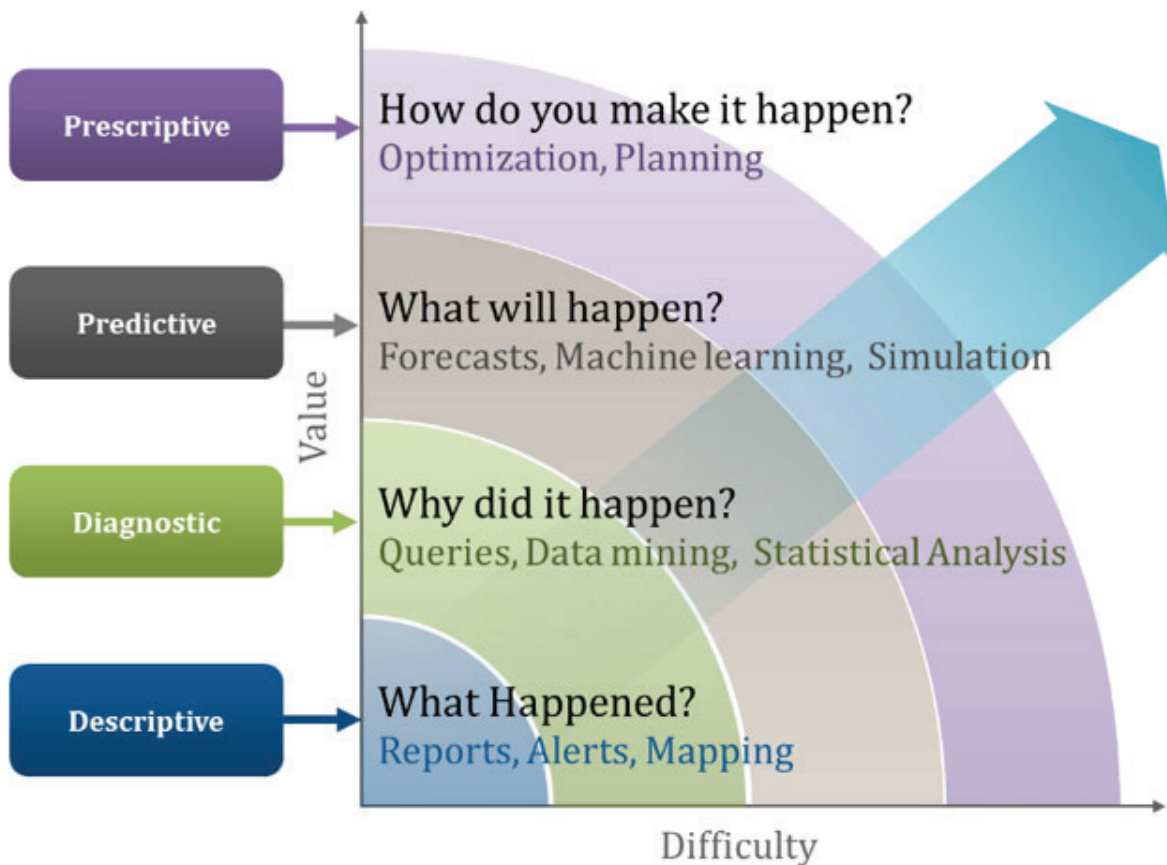 Prescriptive
How do you make it happen?
Optimization, Planning
Predictive
What will happen?
Forecasts, Machine learning, Simulation
Value
Diagnostic
Why did it happen?
Queries, Data mining, Statistical Analysis
Descriptive
What Happened?
Reports, Alerts, Mapping
Difficulty